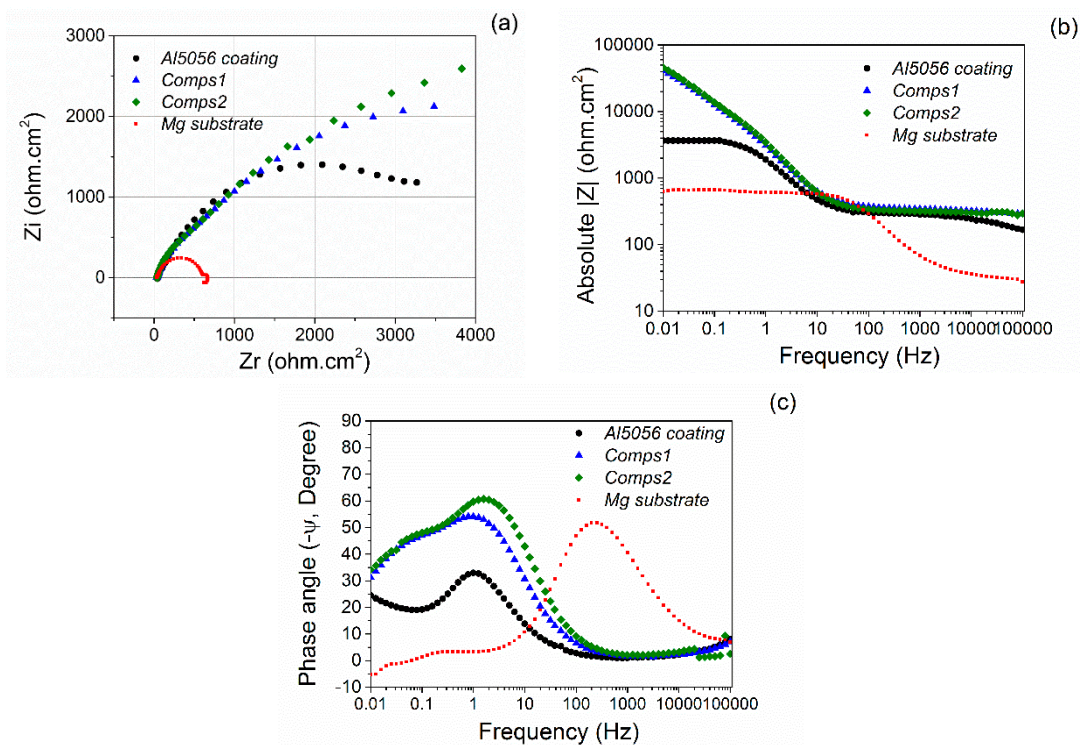 (a)
3000
2000
1000
0
Zi (ohm.cm²)
Al5056 coating
Comps1
Comps2
Mg substrate
0 1000 2000 3000 4000
Zr (ohm.cm²)
(b)
100000
10000
1000
100
10
Absolute |Z| (ohm.cm²)
Al5056 coating
Comps1
Comps2
Mg substrate
0.01 0.1 1 10 100 1000 10000 100000
Frequency (Hz)
(c)
90
80
70
60
50
40
30
20
10
0
-10
Phase angle (-ψ, Degree)
Al5056 coating
Comps1
Comps2
Mg substrate
0.01 0.1 1 10 100 1000 10000 100000
Frequency (Hz)